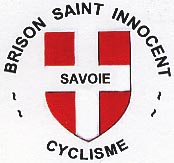 BRISON SAINT INNOCENT
SAVOIE
~ CYCLISME ~